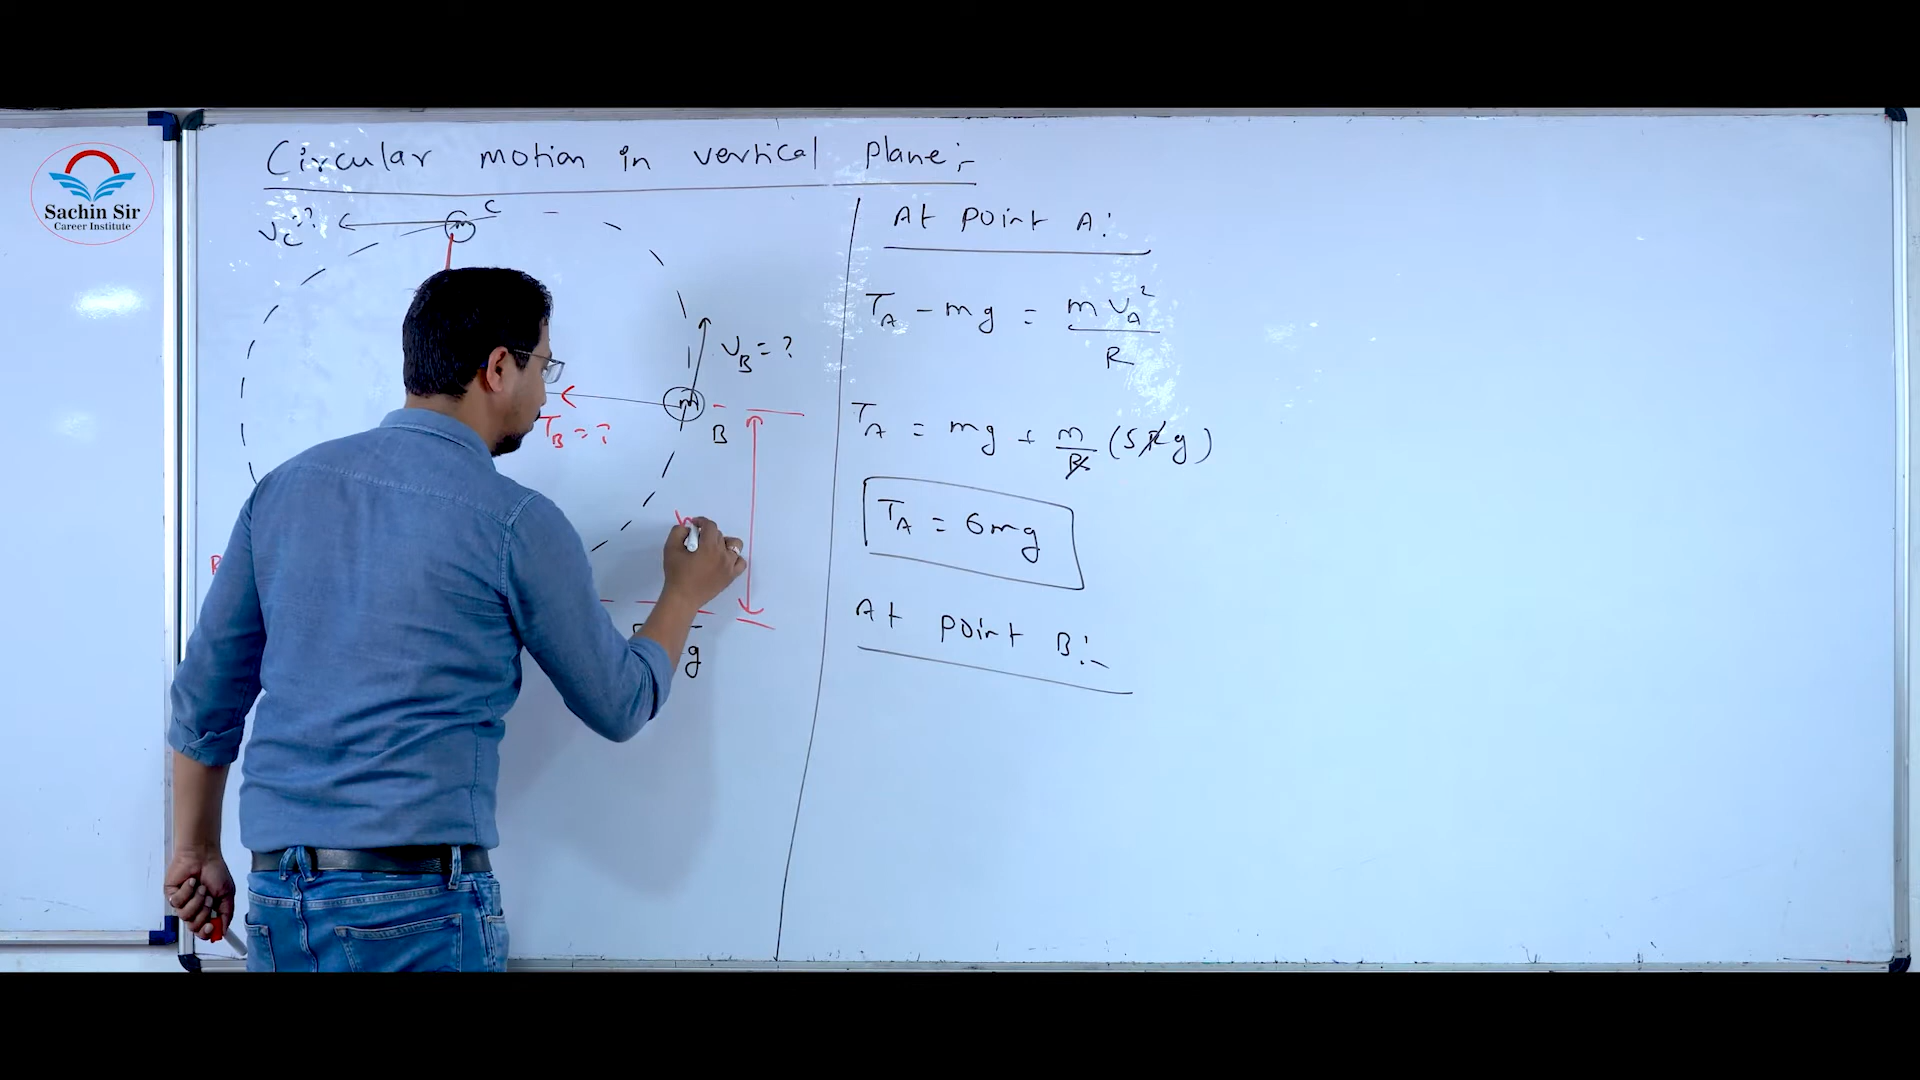 Sachin Sir
Career Institute
Circular motion in vertical plane:-
C
m
Vc=?
VB=?
m
B
TB=?
R
g
At point A:
TA - mg = mVA²/R
TA = mg + m/R (5Rg)
TA = 6mg
At point B:-